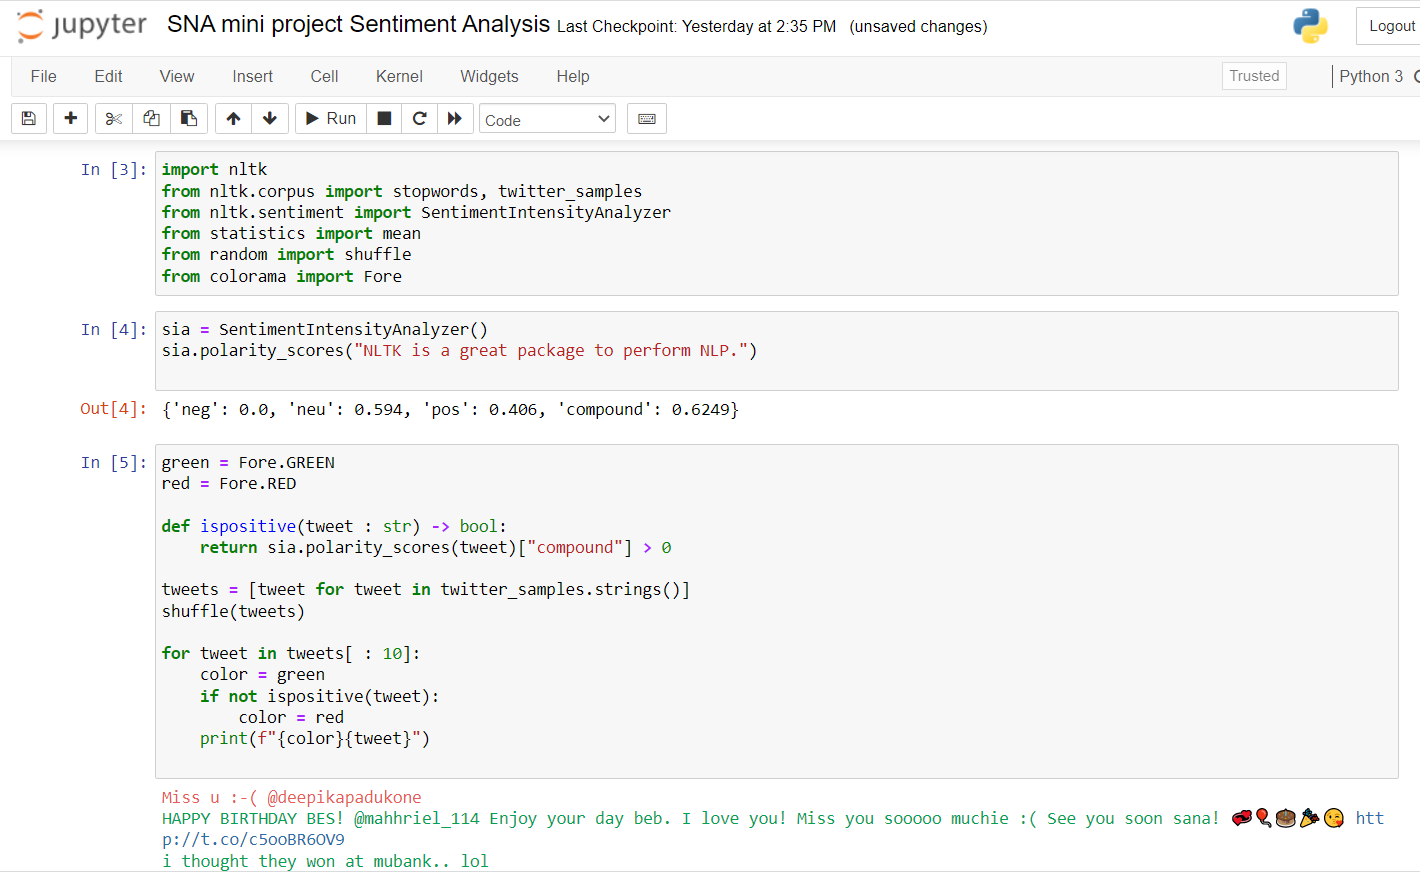 jupyter SNA mini project Sentiment Analysis Last Checkpoint: Yesterday at 2:35 PM (unsaved changes) Logout
File Edit View Insert Cell Kernel Widgets Help Trusted Python 3
Run Code
In [3]: import nltk
from nltk.corpus import stopwords, twitter_samples
from nltk.sentiment import SentimentIntensityAnalyzer
from statistics import mean
from random import shuffle
from colorama import Fore
In [4]: sia = SentimentIntensityAnalyzer()
sia.polarity_scores("NLTK is a great package to perform NLP.")
Out[4]: {'neg': 0.0, 'neu': 0.594, 'pos': 0.406, 'compound': 0.6249}
In [5]: green = Fore.GREEN
red = Fore.RED
def ispositive(tweet : str) -> bool:
    return sia.polarity_scores(tweet)["compound"] > 0
tweets = [tweet for tweet in twitter_samples.strings()]
shuffle(tweets)
for tweet in tweets[ : 10]:
    color = green
    if not ispositive(tweet):
        color = red
    print(f"{color}{tweet}")
Miss u :-( @deepikapadukone
HAPPY BIRTHDAY BES! @mahhriel_114 Enjoy your day beb. I love you! Miss you sooooo muchie :( See you soon sana! 💋🎈🎂🎉😘 htt
p://t.co/c5ooBR6OV9
i thought they won at mubank.. lol